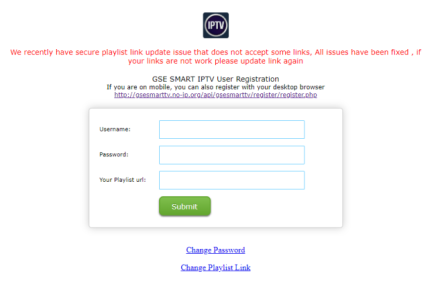 IPTV
We recently have secure playlist link update issue that does not accept some links, All issues have been fixed , if
your links are not work please update link again
GSE SMART IPTV User Registration
If you are on mobile, you can also register with your desktop browser
http://gsesmarttv.no-ip.org/api/gsesmarttv/register/register.php
Username:
Password:
Your Playlist url:
Submit
Change Password
Change Playlist Link